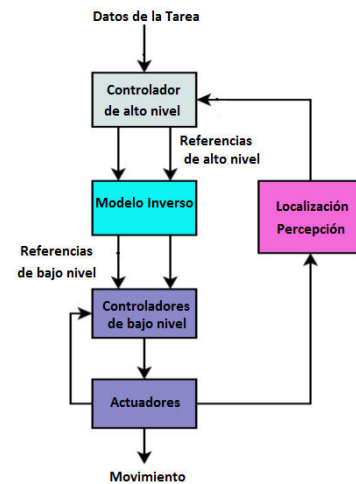 Datos de la Tarea
Controlador
de alto nivel
Referencias
de alto nivel
Modelo Inverso
Localización
Percepción
Referencias
de bajo nivel
Controladores
de bajo nivel
Actuadores
Movimiento